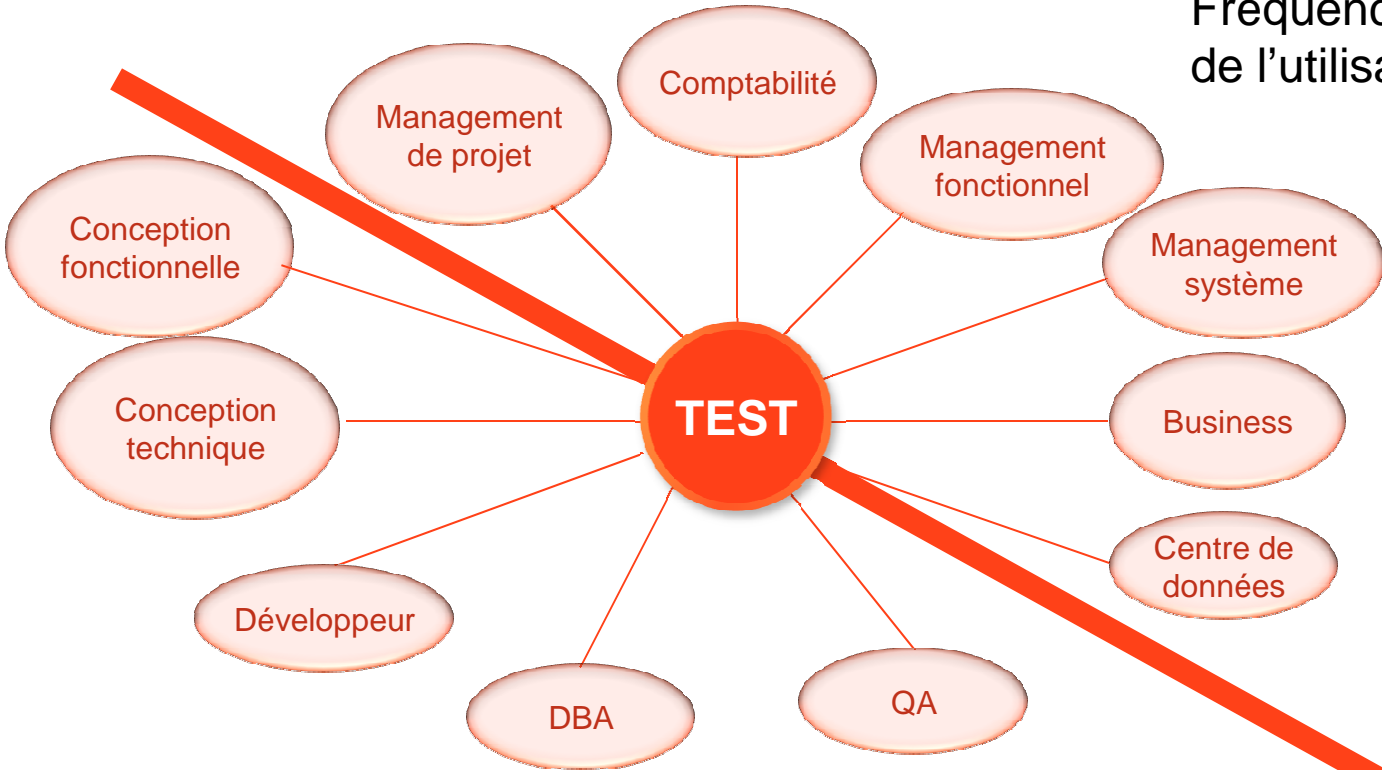 Fréquenc
de l’utilisa
Comptabilité
Management
de projet
Management
fonctionnel
Conception
fonctionnelle
Management
système
TEST
Conception
technique
Business
Centre de
données
Développeur
DBA
QA